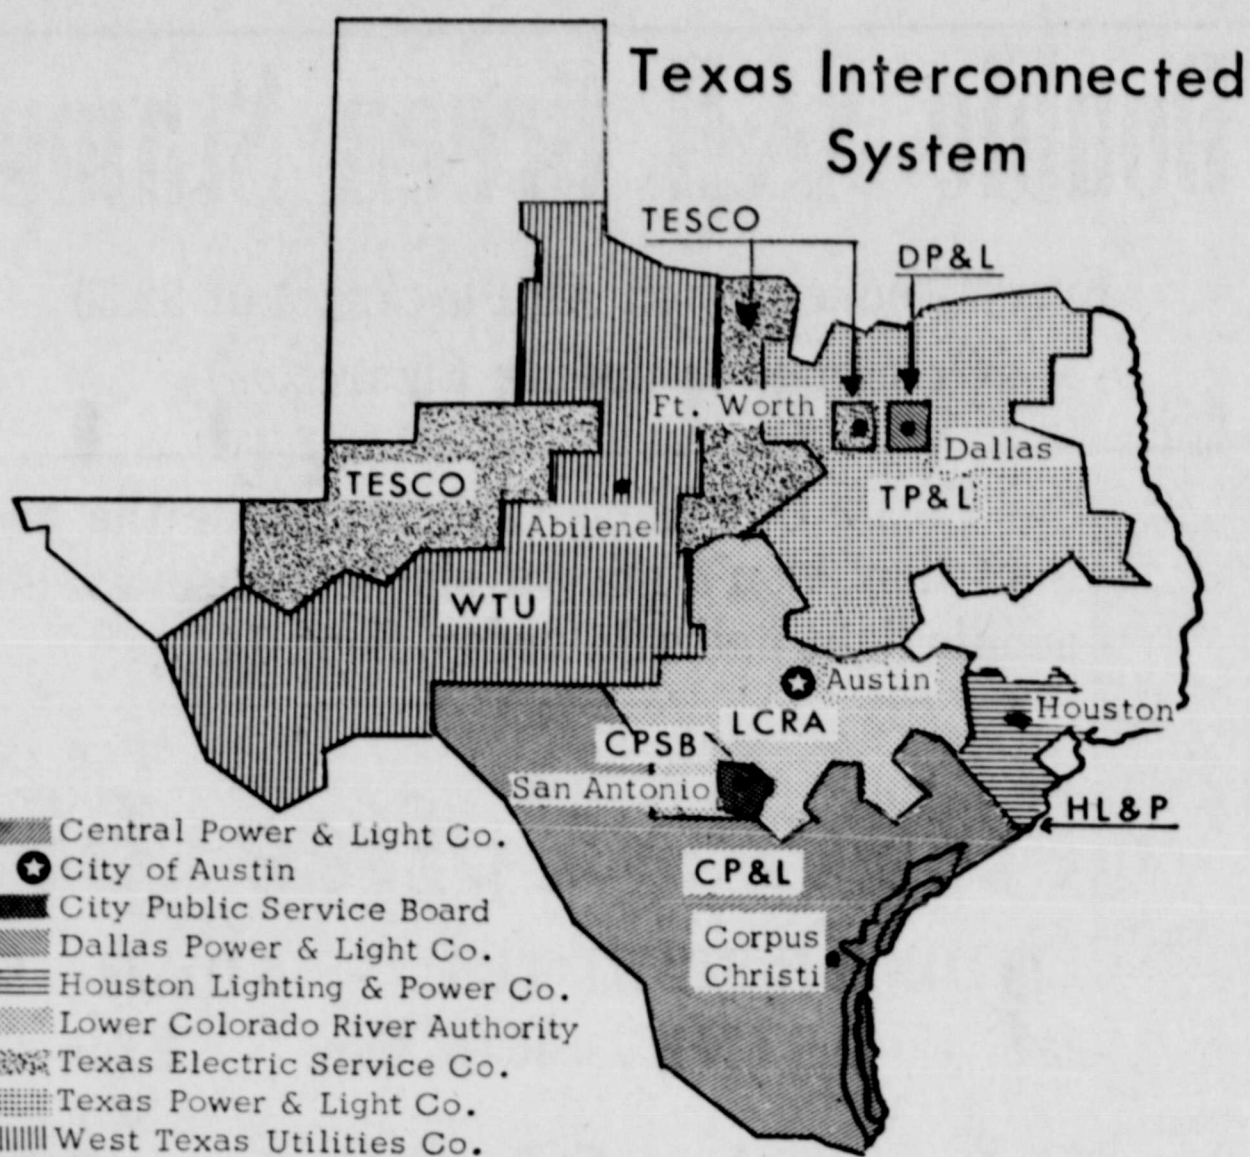 Texas Interconnected
System
TESCO
DP&L
Ft. Worth
Dallas
TESCO
TP&L
Abilene
WTU
Austin
LCRA
Houston
CPSB
San Antonio
HL&P
CP&L
Corpus
Christi
Central Power & Light Co.
City of Austin
City Public Service Board
Dallas Power & Light Co.
Houston Lighting & Power Co.
Lower Colorado River Authority
Texas Electric Service Co.
Texas Power & Light Co.
West Texas Utilities Co.